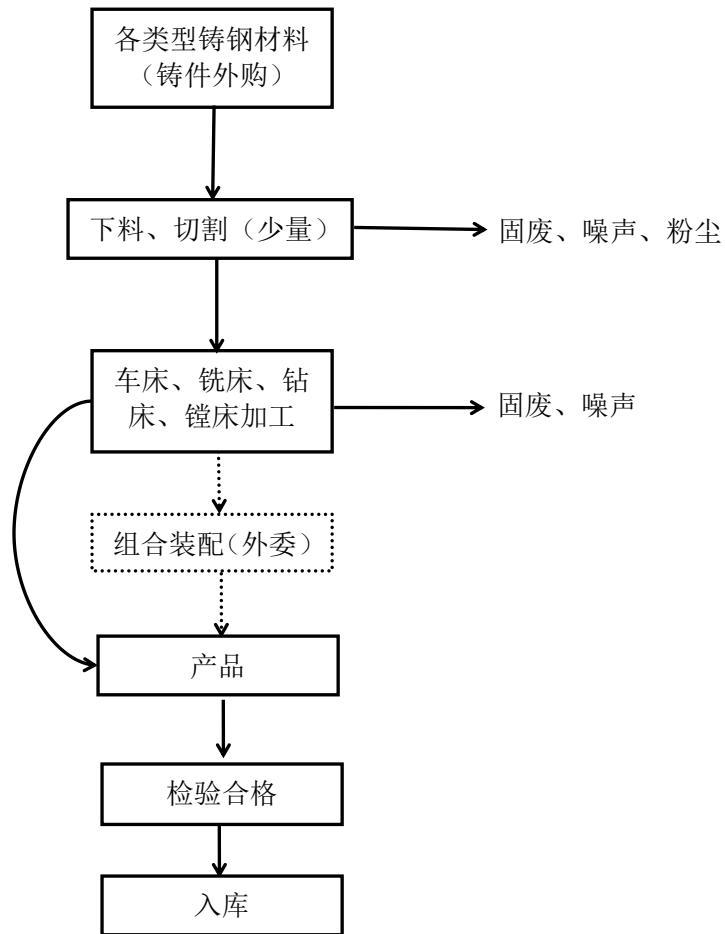 各类型铸钢材料
（铸件外购）
下料、切割（少量）
固废、噪声、粉尘
车床、铣床、钻
床、镗床加工
固废、噪声
组合装配（外委）
产品
检验合格
入库